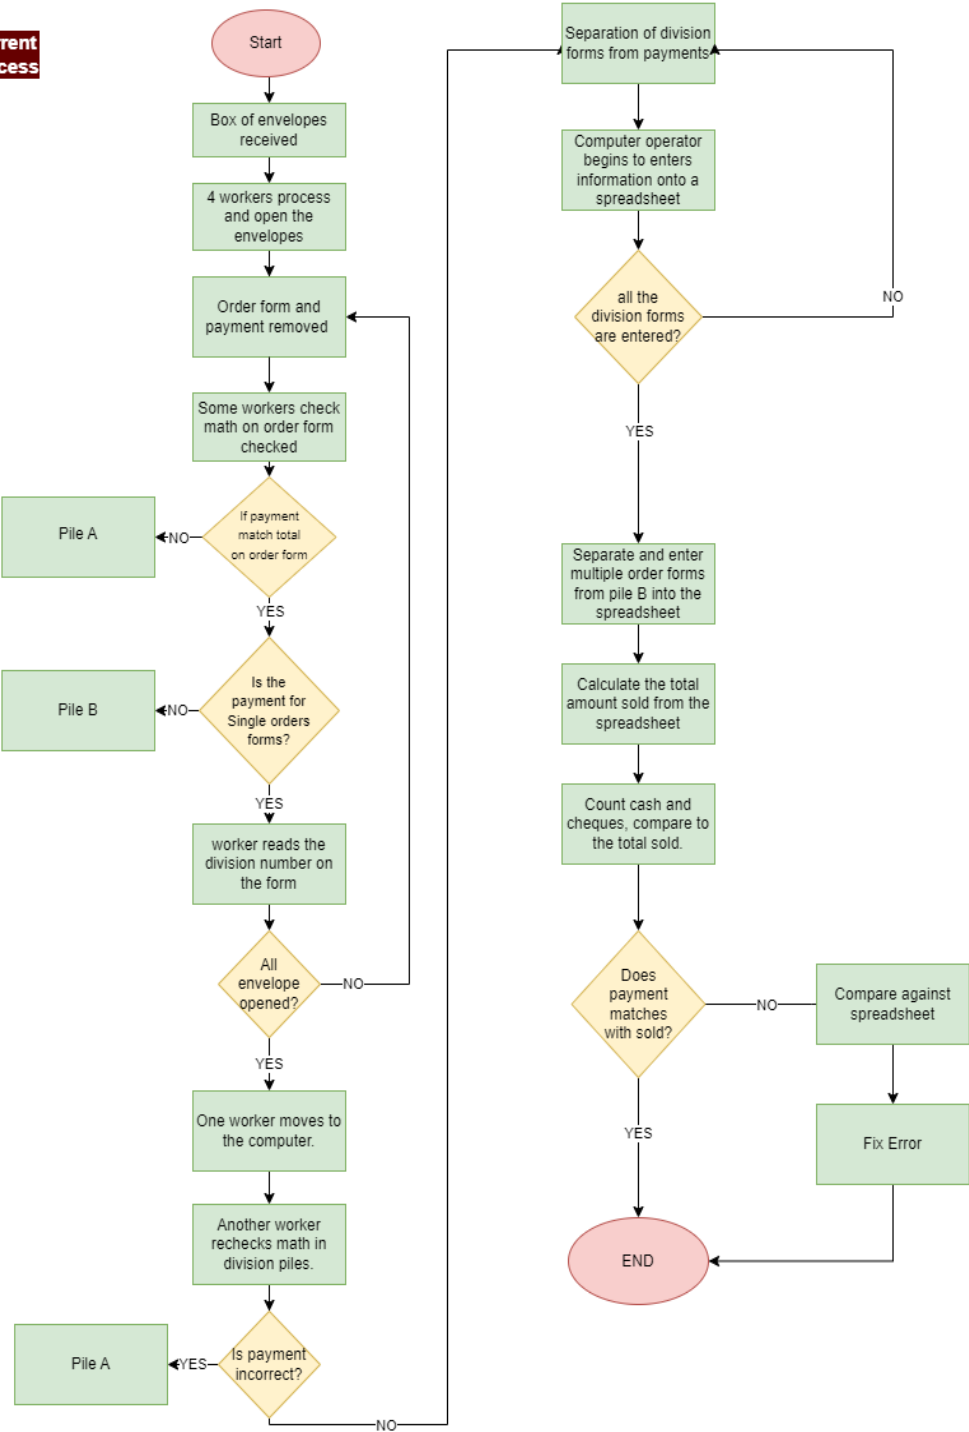 rent
cess
Start
Box of envelopes
received
4 workers process
and open the
envelopes
Order form and
payment removed
Some workers check
math on order form
checked
If payment
match total
on order form
NO
Pile A
YES
Is the
payment for
Single orders
forms?
NO
Pile B
YES
worker reads the
division number on
the form
All
envelope
opened?
NO
YES
One worker moves to
the computer.
Another worker
rechecks math in
division piles.
Is payment
incorrect?
YES
Pile A
NO
Separation of division
forms from payments
Computer operator
begins to enters
information onto a
spreadsheet
all the
division forms
are entered?
NO
YES
Separate and enter
multiple order forms
from pile B into the
spreadsheet
Calculate the total
amount sold from the
spreadsheet
Count cash and
cheques, compare to
the total sold.
Does
payment
matches
with sold?
NO
Compare against
spreadsheet
Fix Error
YES
END